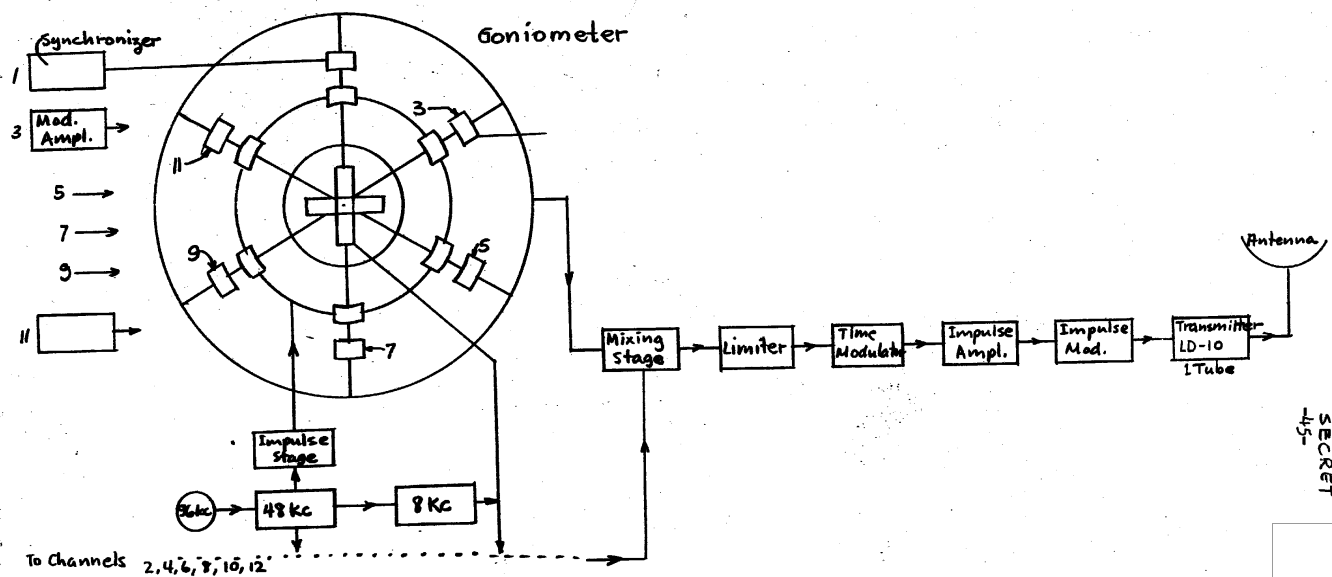 Synchronizer
Goniometer
1
3
Mod.
Ampl.
3
11
5
7
9
9
5
Antenna
11
7
Mixing
Stage
Limiter
Time
Modulator
Impulse
Ampl.
Impulse
Mod.
Transmitter
LD-10
1 Tube
Impulse
Stage
96kc
48 Kc
8 Kc
To Channels 2,4,6,8,10,12
SECRET
-45-